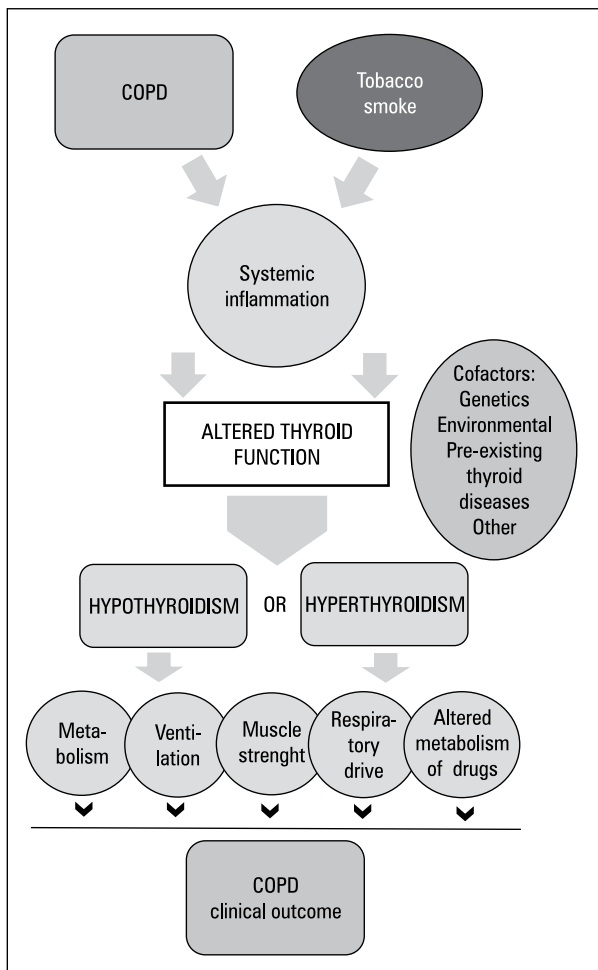 COPD
Tobacco
smoke
Systemic
inflammation
Cofactors:
Genetics
Environmental
Pre-existing
thyroid
diseases
Other
ALTERED THYROID
FUNCTION
HYPOTHYROIDISM
OR
HYPERTHYROIDISM
Meta-
bolism
Venti-
lation
Muscle
strenght
Respira-
tory
drive
Altered
metabolism
of drugs
COPD
clinical outcome